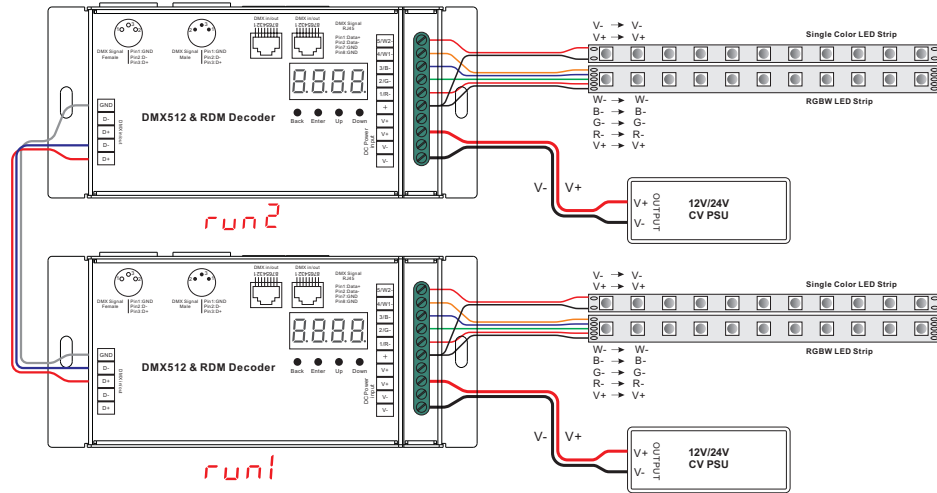 DMX in/out
87654321
DMX in/out
87654321
DMX Signal
RJ45
Pin1:Data+
Pin2:Data-
Pin7:GND
Pin8:GND
DMX Signal
Female
Pin1:GND
Pin2:D-
Pin3:D+
DMX Signal
Male
Pin1:GND
Pin2:D-
Pin3:D+
8.8.8.8.
Back Enter Up Down
DMX512 & RDM Decoder
GND
D-
D+
D-
D+
5/W2-
4/W1-
3/B-
2/G-
1/R-
+
V+
V+
V-
V-
DC Power
input
V- → V-
V+ → V+
Single Color LED Strip
RGBW LED Strip
W- → W-
B- → B-
G- → G-
R- → R-
V+ → V+
V- V+
V+
V-
OUTPUT
12V/24V
CV PSU
run2
DMX in/out
87654321
DMX in/out
87654321
DMX Signal
RJ45
Pin1:Data+
Pin2:Data-
Pin7:GND
Pin8:GND
DMX Signal
Female
Pin1:GND
Pin2:D-
Pin3:D+
DMX Signal
Male
Pin1:GND
Pin2:D-
Pin3:D+
8.8.8.8.
Back Enter Up Down
DMX512 & RDM Decoder
GND
D-
D+
D-
D+
5/W2-
4/W1-
3/B-
2/G-
1/R-
+
V+
V+
V-
V-
DC Power
input
V- → V-
V+ → V+
Single Color LED Strip
RGBW LED Strip
W- → W-
B- → B-
G- → G-
R- → R-
V+ → V+
V- V+
V+
V-
OUTPUT
12V/24V
CV PSU
run1